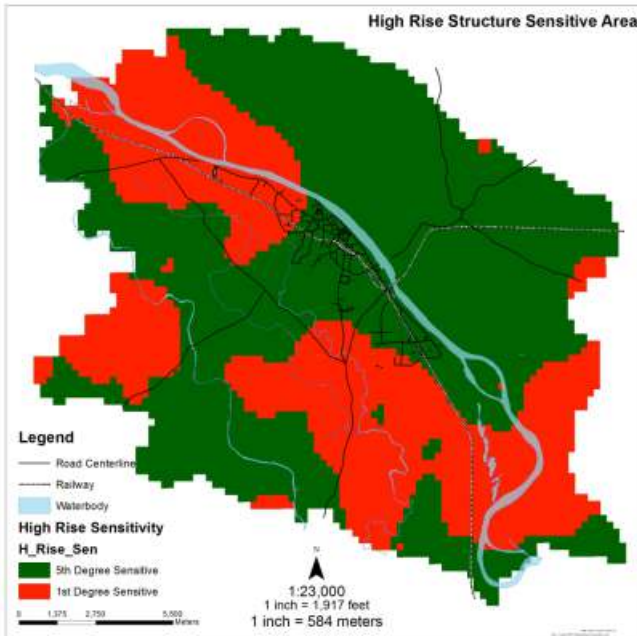 High Rise Structure Sensitive Area
Legend
Road Centerline
Railway
Waterbody
High Rise Sensitivity
H_Rise_Sen
5th Degree Sensitive
1st Degree Sensitive
0 1,375 2,750 5,500
Meters
N
1:23,000
1 inch = 1,917 feet
1 inch = 584 meters